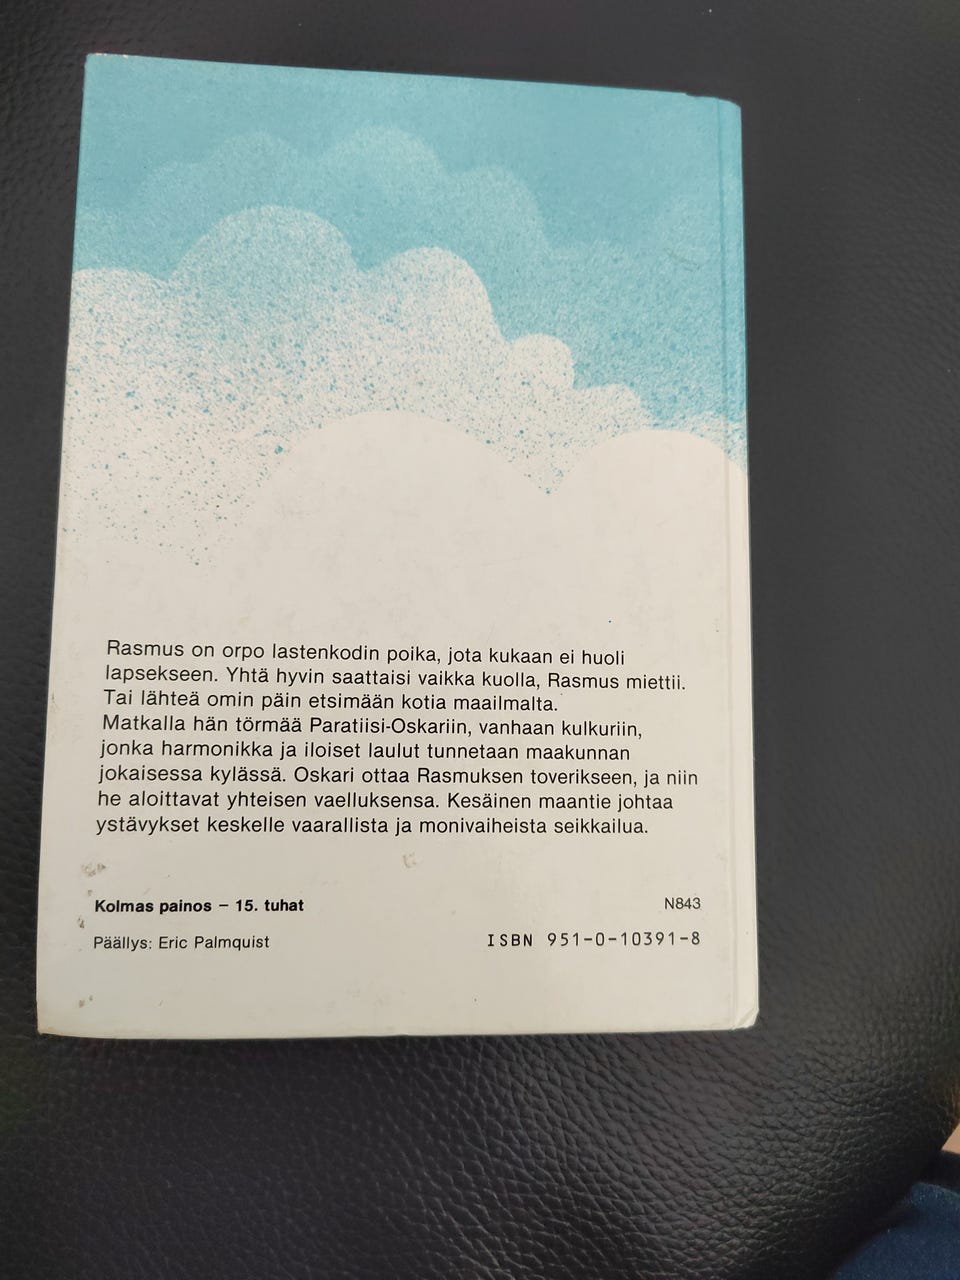 Rasmus on orpo lastenkodin poika, jota kukaan ei huoli
lapsekseen. Yhtä hyvin saattaisi vaikka kuolla, Rasmus miettii.
Tai lähteä omin päin etsimään kotia maailmalta.
Matkalla hän törmää Paratiisi-Oskariin, vanhaan kulkuriin,
jonka harmonikka ja iloiset laulut tunnetaan maakunnan
jokaisessa kylässä. Oskari ottaa Rasmuksen toverikseen, ja niin
he aloittavat yhteisen vaelluksensa. Kesäinen maantie johtaa
ystävykset keskelle vaarallista ja monivaiheista seikkailua.
Kolmas painos – 15. tuhat
N843
Päällys: Eric Palmquist
ISBN 951-0-10391-8